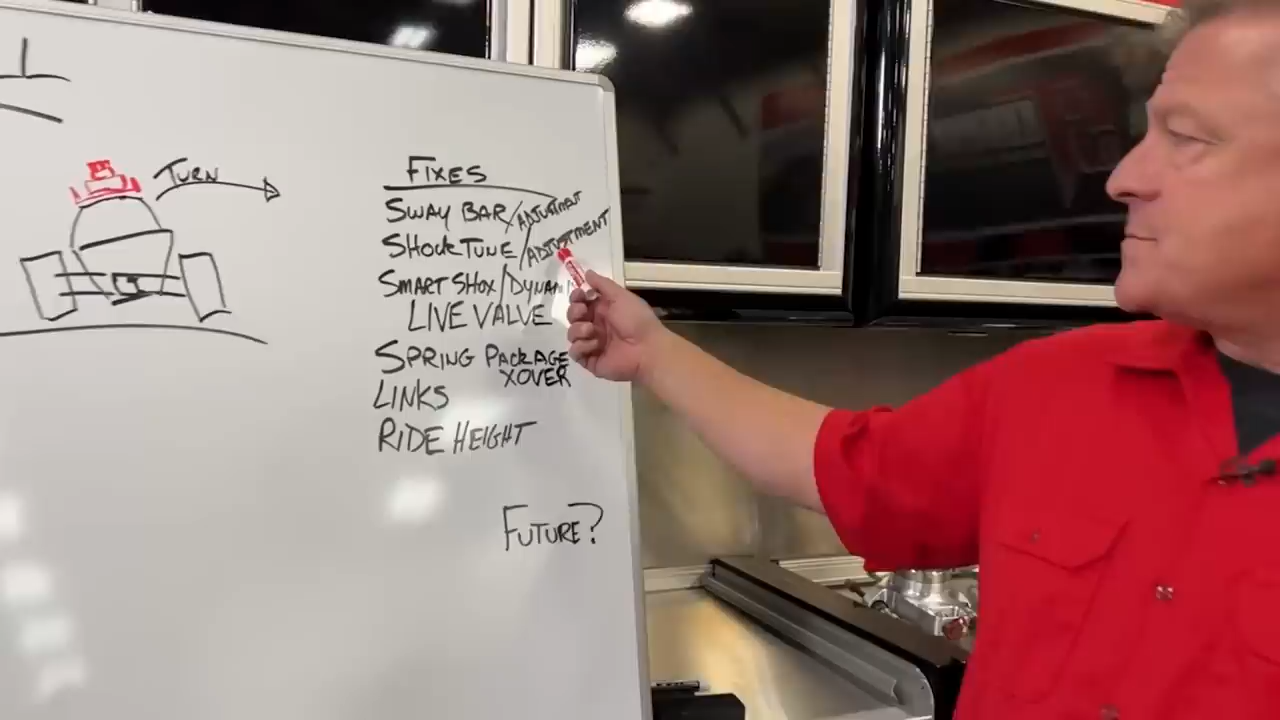 TURN
FIXES
SWAY BAR/ADJUSTMENT
SHOCK TUNE/ADJUSTMENT
SMART SHOX/
LIVE VALVE
SPRING PACKAGE
XOVER
LINKS
RIDE HEIGHT
FUTURE?